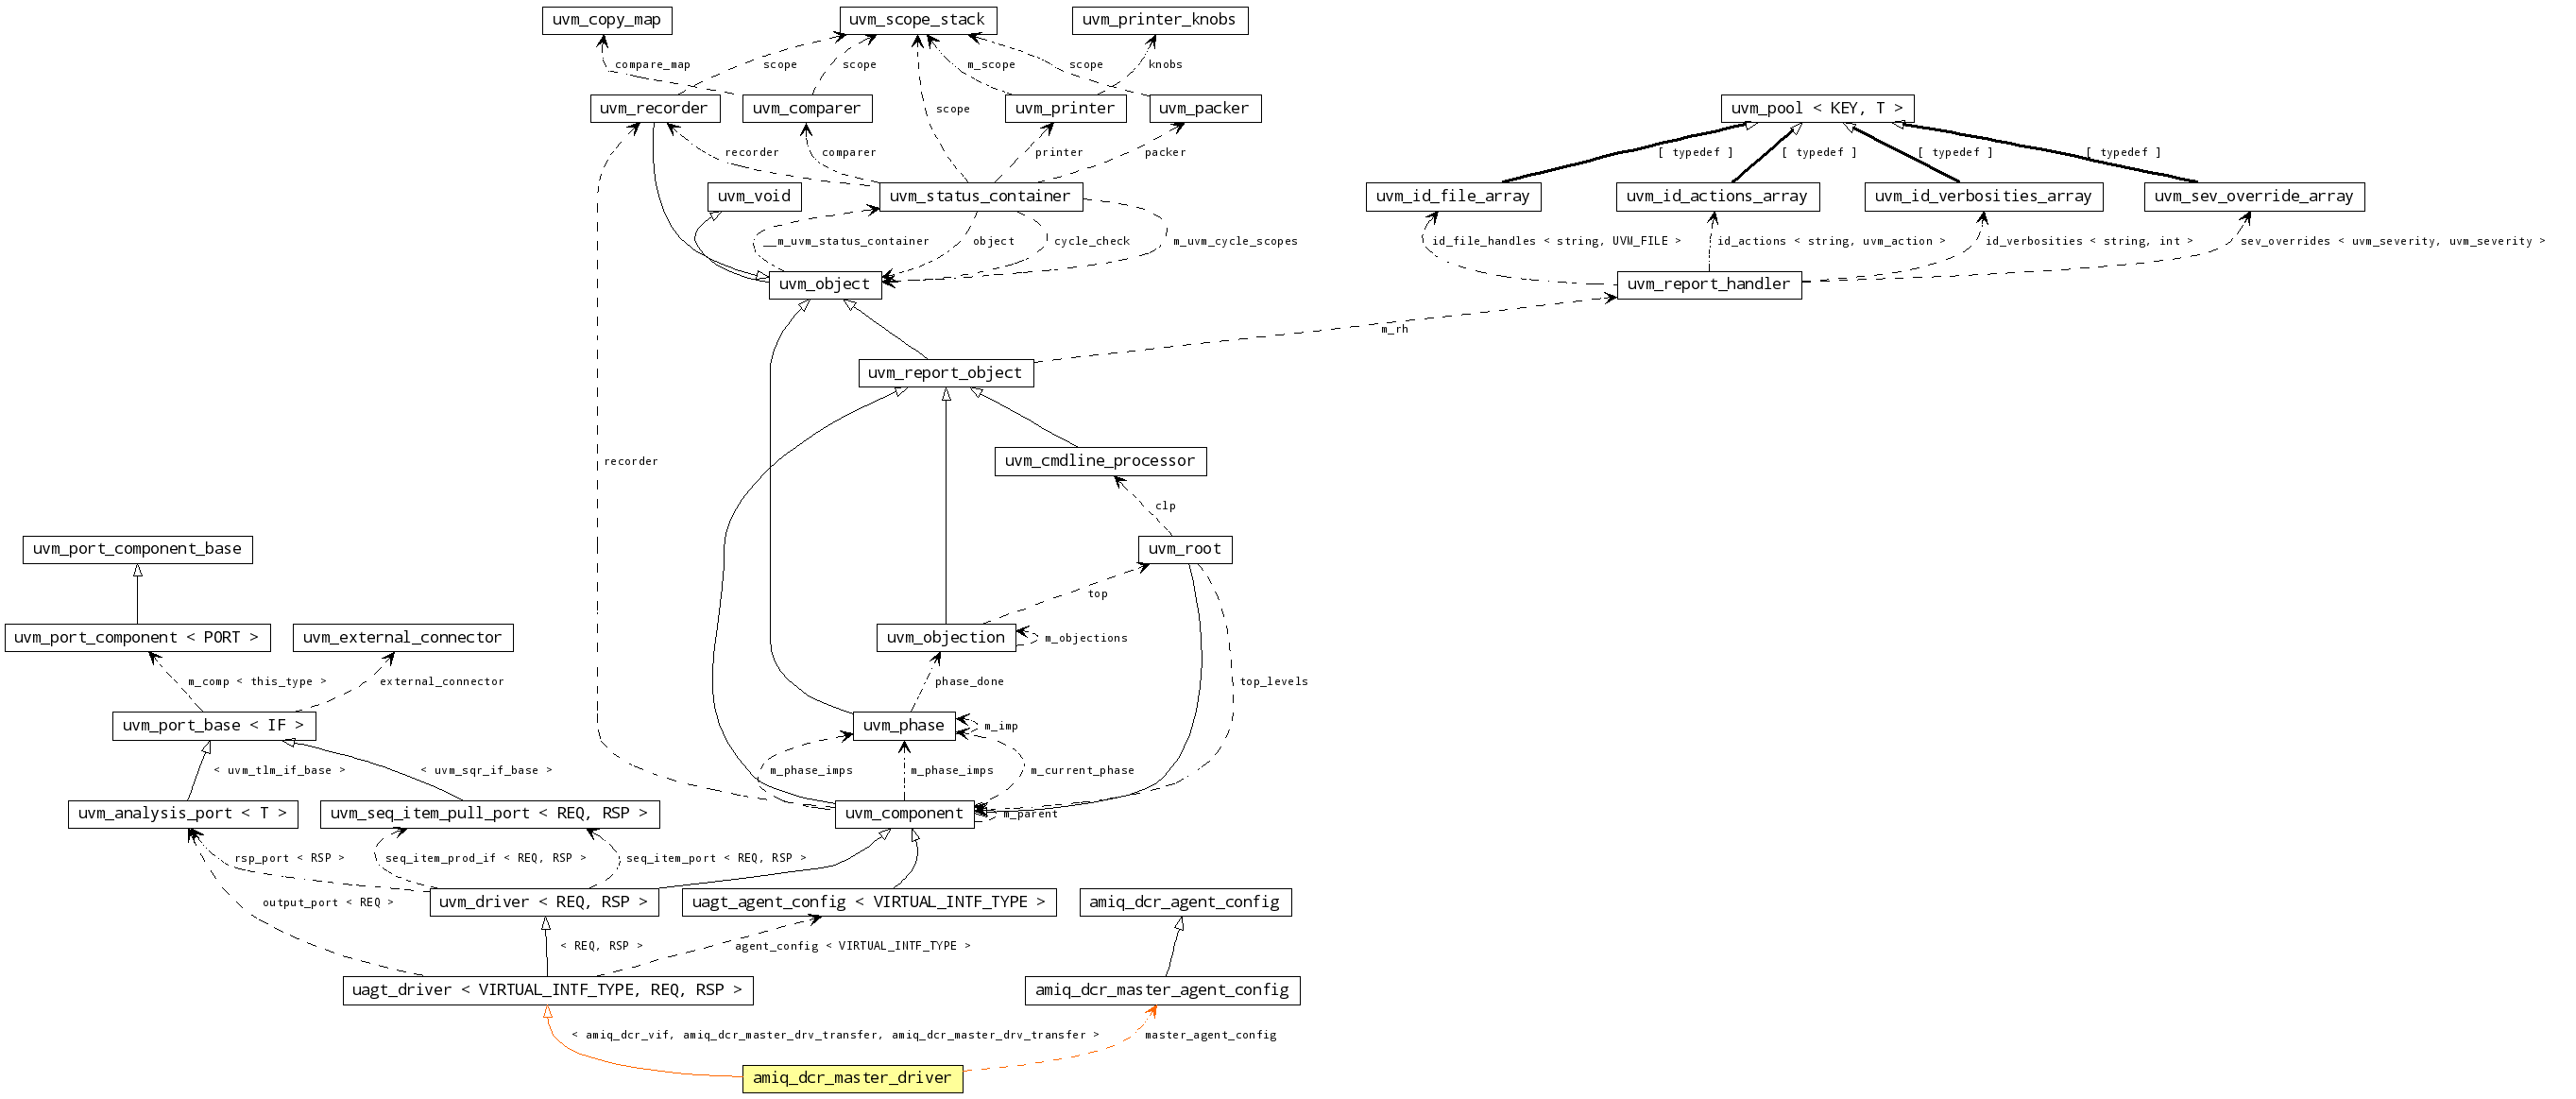 uvm_copy_map
uvm_scope_stack
uvm_printer_knobs
compare_map
scope
scope
m_scope
scope
knobs
uvm_recorder
uvm_comparer
uvm_printer
uvm_packer
uvm_pool < KEY, T >
scope
recorder
comparer
printer
packer
[ typedef ]
[ typedef ]
[ typedef ]
[ typedef ]
uvm_void
uvm_status_container
uvm_id_file_array
uvm_id_actions_array
uvm_id_verbosities_array
uvm_sev_override_array
__m_uvm_status_container
object
cycle_check
m_uvm_cycle_scopes
id_file_handles < string, UVM_FILE >
id_actions < string, uvm_action >
id_verbosities < string, int >
sev_overrides < uvm_severity, uvm_severity >
uvm_object
uvm_report_handler
m_rh
uvm_report_object
recorder
uvm_cmdline_processor
clp
uvm_port_component_base
uvm_root
top
uvm_port_component < PORT >
uvm_external_connector
uvm_objection
m_objections
m_comp < this_type >
external_connector
phase_done
top_levels
uvm_port_base < IF >
uvm_phase
m_imp
< uvm_tlm_if_base >
< uvm_sqr_if_base >
m_phase_imps
m_phase_imps
m_current_phase
uvm_analysis_port < T >
uvm_seq_item_pull_port < REQ, RSP >
uvm_component
m_parent
rsp_port < RSP >
seq_item_prod_if < REQ, RSP >
seq_item_port < REQ, RSP >
output_port < REQ >
uvm_driver < REQ, RSP >
uagt_agent_config < VIRTUAL_INTF_TYPE >
amiq_dcr_agent_config
< REQ, RSP >
agent_config < VIRTUAL_INTF_TYPE >
uagt_driver < VIRTUAL_INTF_TYPE, REQ, RSP >
amiq_dcr_master_agent_config
< amiq_dcr_vif, amiq_dcr_master_drv_transfer, amiq_dcr_master_drv_transfer >
master_agent_config
amiq_dcr_master_driver